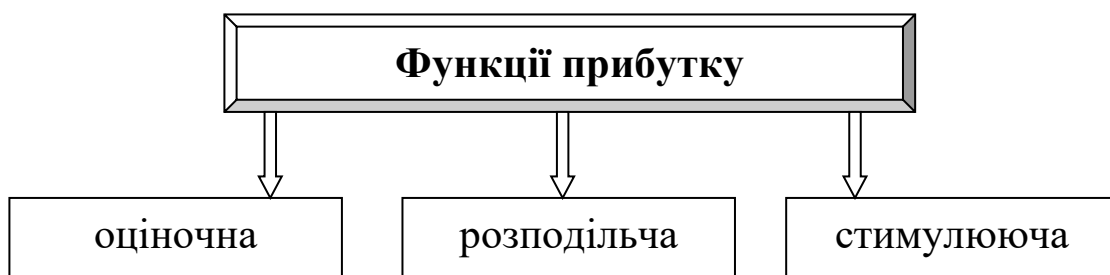 Функції прибутку
оціночна
розподільча
стимулююча